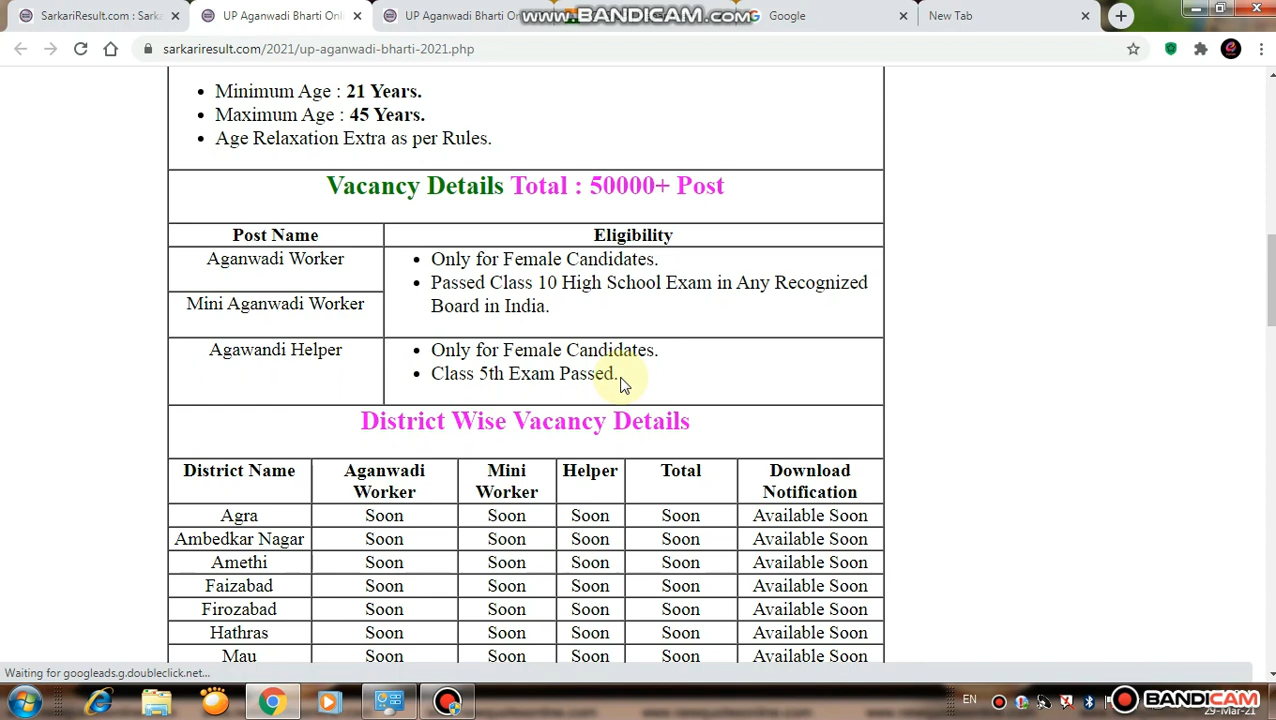 SarkariResult.com : Sarka
UP Aganwadi Bharti Onli
UP Aganwadi Bharti On
www.BANDICAM.com
Google
New Tab
sarkariresult.com/2021/up-aganwadi-bharti-2021.php
Minimum Age : 21 Years.
Maximum Age : 45 Years.
Age Relaxation Extra as per Rules.
Vacancy Details Total : 50000+ Post
Post Name Eligibility
Aganwadi Worker
Mini Aganwadi Worker
Only for Female Candidates.
Passed Class 10 High School Exam in Any Recognized
Board in India.
Agawandi Helper
Only for Female Candidates.
Class 5th Exam Passed.
District Wise Vacancy Details
District Name Aganwadi Worker Mini Worker Helper Total Download Notification
Agra Soon Soon Soon Soon Available Soon
Ambedkar Nagar Soon Soon Soon Soon Available Soon
Amethi Soon Soon Soon Soon Available Soon
Faizabad Soon Soon Soon Soon Available Soon
Firozabad Soon Soon Soon Soon Available Soon
Hathras Soon Soon Soon Soon Available Soon
Mau Soon Soon Soon Soon Available Soon
Waiting for googleads.g.doubleclick.net...
EN
BANDICAM
29-Mar-21